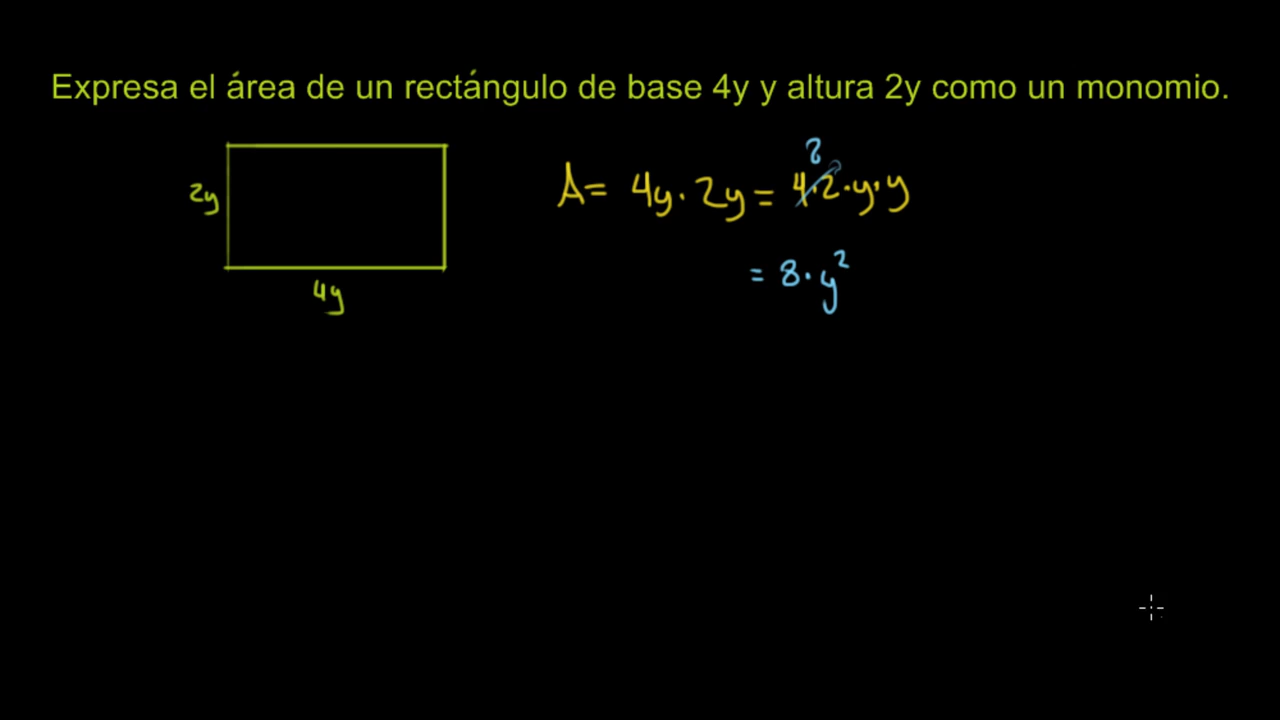 Expresa el área de un rectángulo de base 4y y altura 2y como un monomio.
2y
4y
8
A= 4y·2y= 4·2·y·y
= 8·y²